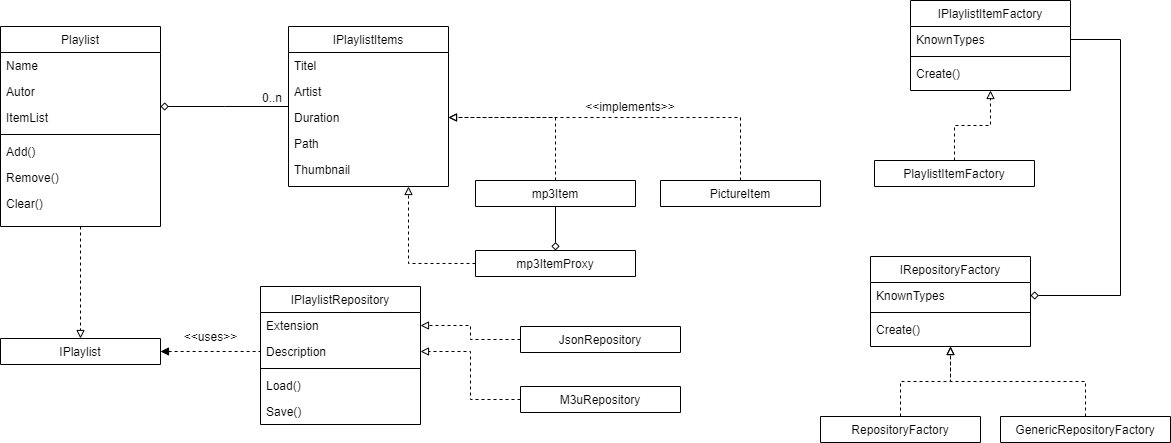 Playlist
Name
Autor
ItemList
Add()
Remove()
Clear()
0..n
IPlaylistItems
Titel
Artist
Duration
Path
Thumbnail
<<implements>>
mp3Item
PictureItem
mp3ItemProxy
IPlaylistItemFactory
KnownTypes
Create()
PlaylistItemFactory
IPlaylist
<<uses>>
IPlaylistRepository
Extension
Description
Load()
Save()
JsonRepository
M3uRepository
IRepositoryFactory
KnownTypes
Create()
RepositoryFactory
GenericRepositoryFactory